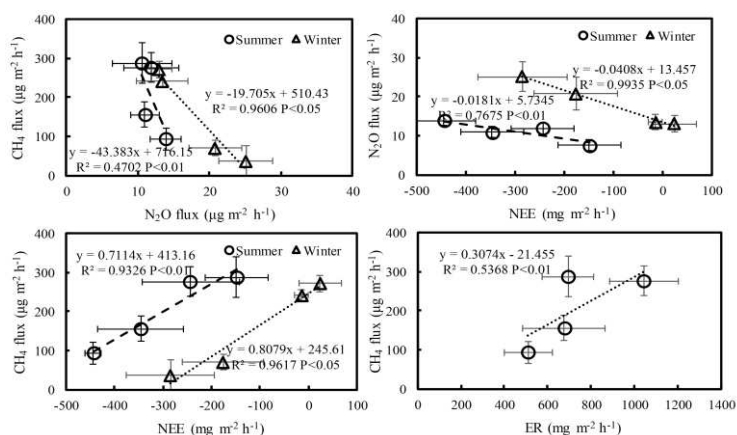 400
300
200
100
0
CH4 flux (μg m-2 h-1)
Summer
Winter
y = -19.705x + 510.43
R2 = 0.9606 P<0.05
y = -43.383x + 716.15
R2 = 0.4702 P<0.01
0 10 20 30 40
N2O flux (μg m-2 h-1)
40
30
20
10
0
N2O flux (μg m-2 h-1)
Summer
Winter
y = -0.0408x + 13.457
R2 = 0.9935 P<0.05
y = -0.0181x + 5.7345
R2 = 0.7675 P<0.01
-500 -400 -300 -200 -100 0 100
NEE (mg m-2 h-1)
400
300
200
100
0
CH4 flux (μg m-2 h-1)
y = 0.7114x + 413.16
R2 = 0.9326 P<0.01
Summer
Winter
y = 0.8079x + 245.61
R2 = 0.9617 P<0.05
-500 -400 -300 -200 -100 0 100
NEE (mg m-2 h-1)
400
300
200
100
0
CH4 flux (μg m-2 h-1)
y = 0.3074x - 21.455
R2 = 0.5368 P<0.01
0 200 400 600 800 1000 1200 1400
ER (mg m-2 h-1)